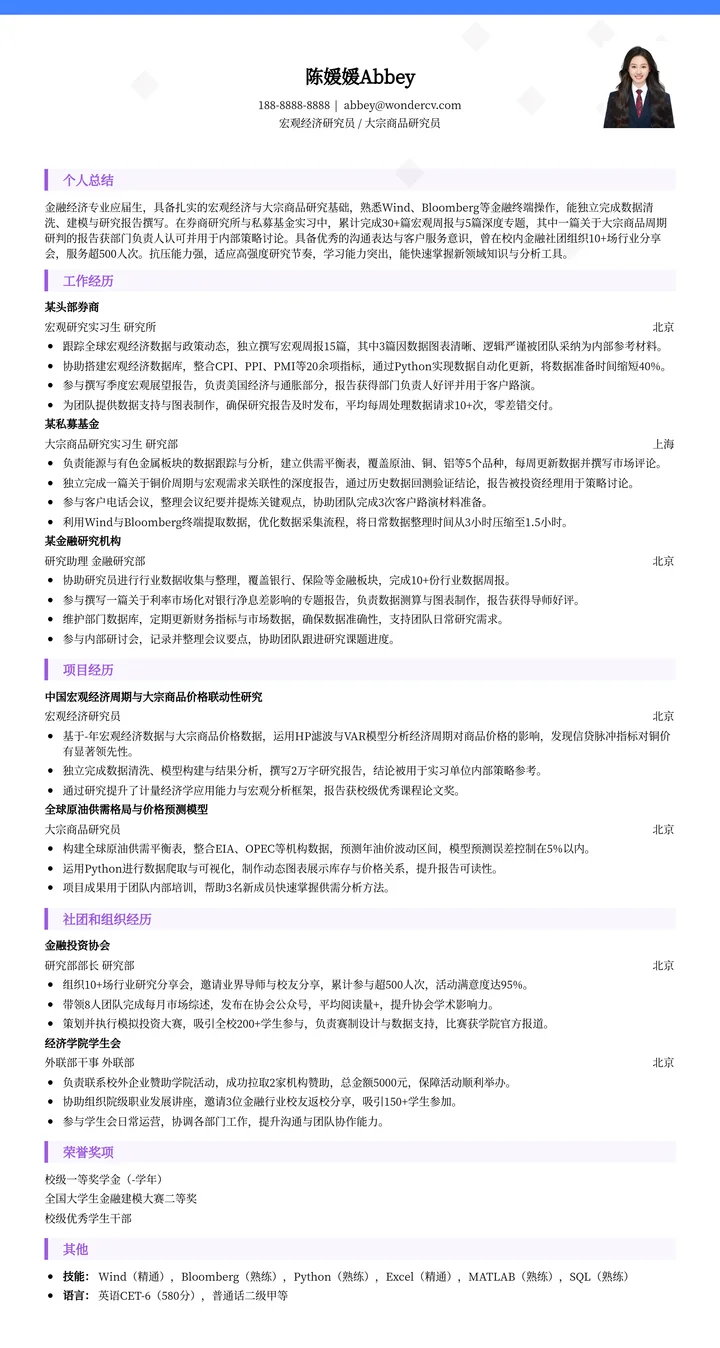 陈媛媛Abbey
188-8888-8888 | abbey@wondercv.com
宏观经济研究员 / 大宗商品研究员
个人总结
金融经济专业应届生，具备扎实的宏观经济与大宗商品研究基础，熟悉Wind、Bloomberg等金融终端操作，能独立完成数据清
洗、建模与研究报告撰写。在券商研究所与私募基金实习中，累计完成30+篇宏观周报与5篇深度专题，其中一篇关于大宗商品周期
研判的报告获部门负责人认可并用于内部策略讨论。具备优秀的沟通表达与客户服务意识，曾在校内金融社团组织10+场行业分享
会，服务超500人次。抗压能力强，适应高强度研究节奏，学习能力突出，能快速掌握新领域知识与分析工具。
工作经历
某头部券商
宏观研究实习生 研究所 北京
• 跟踪全球宏观经济数据与政策动态，独立撰写宏观周报15篇，其中3篇因数据图表清晰、逻辑严谨被团队采纳为内部参考材料。
• 协助搭建宏观经济数据库，整合CPI、PPI、PMI等20余项指标，通过Python实现数据自动化更新，将数据准备时间缩短40%。
• 参与撰写季度宏观展望报告，负责美国经济与通胀部分，报告获得部门负责人好评并用于客户路演。
• 为团队提供数据支持与图表制作，确保研究报告及时发布，平均每周处理数据请求10+次，零差错交付。
某私募基金
大宗商品研究实习生 研究部 上海
• 负责能源与有色金属板块的数据跟踪与分析，建立供需平衡表，覆盖原油、铜、铝等5个品种，每周更新数据并撰写市场评论。
• 独立完成一篇关于铜价周期与宏观需求关联性的深度报告，通过历史数据回测验证结论，报告被投资经理用于策略讨论。
• 参与客户电话会议，整理会议纪要并提炼关键观点，协助团队完成3次客户路演材料准备。
• 利用Wind与Bloomberg终端提取数据，优化数据采集流程，将日常数据整理时间从3小时压缩至1.5小时。
某金融研究机构
研究助理 金融研究部 北京
• 协助研究员进行行业数据收集与整理，覆盖银行、保险等金融板块，完成10+份行业数据周报。
• 参与撰写一篇关于利率市场化对银行净息差影响的专题报告，负责数据测算与图表制作，报告获得导师好评。
• 维护部门数据库，定期更新财务指标与市场数据，确保数据准确性，支持团队日常研究需求。
• 参与内部研讨会，记录并整理会议要点，协助团队跟进研究课题进度。
项目经历
中国宏观经济周期与大宗商品价格联动性研究
宏观经济研究员 北京
• 基于-年宏观经济数据与大宗商品价格数据，运用HP滤波与VAR模型分析经济周期对商品价格的影响，发现信贷脉冲指标对铜价
有显著领先性。
• 独立完成数据清洗、模型构建与结果分析，撰写2万字研究报告，结论被用于实习单位内部策略参考。
• 通过研究提升了计量经济学应用能力与宏观分析框架，报告获校级优秀课程论文奖。
全球原油供需格局与价格预测模型
大宗商品研究员 北京
• 构建全球原油供需平衡表，整合EIA、OPEC等机构数据，预测年油价波动区间，模型预测误差控制在5%以内。
• 运用Python进行数据爬取与可视化，制作动态图表展示库存与价格关系，提升报告可读性。
• 项目成果用于团队内部培训，帮助3名新成员快速掌握供需分析方法。
社团和组织经历
金融投资协会
研究部部长 研究部 北京
• 组织10+场行业研究分享会，邀请业界导师与校友分享，累计参与超500人次，活动满意度达95%。
• 带领8人团队完成每月市场综述，发布在协会公众号，平均阅读量+，提升协会学术影响力。
• 策划并执行模拟投资大赛，吸引全校200+学生参与，负责赛制设计与数据支持，比赛获学院官方报道。
经济学院学生会
外联部干事 外联部 北京
• 负责联系校外企业赞助学院活动，成功拉取2家机构赞助，总金额5000元，保障活动顺利举办。
• 协助组织院级职业发展讲座，邀请3位金融行业校友返校分享，吸引150+学生参加。
• 参与学生会日常运营，协调各部门工作，提升沟通与团队协作能力。
荣誉奖项
校级一等奖学金（-学年）
全国大学生金融建模大赛二等奖
校级优秀学生干部
其他
• 技能： Wind（精通）, Bloomberg（熟练）, Python（熟练）, Excel（精通）, MATLAB（熟练）, SQL（熟练）
• 语言： 英语CET-6（580分）, 普通话二级甲等